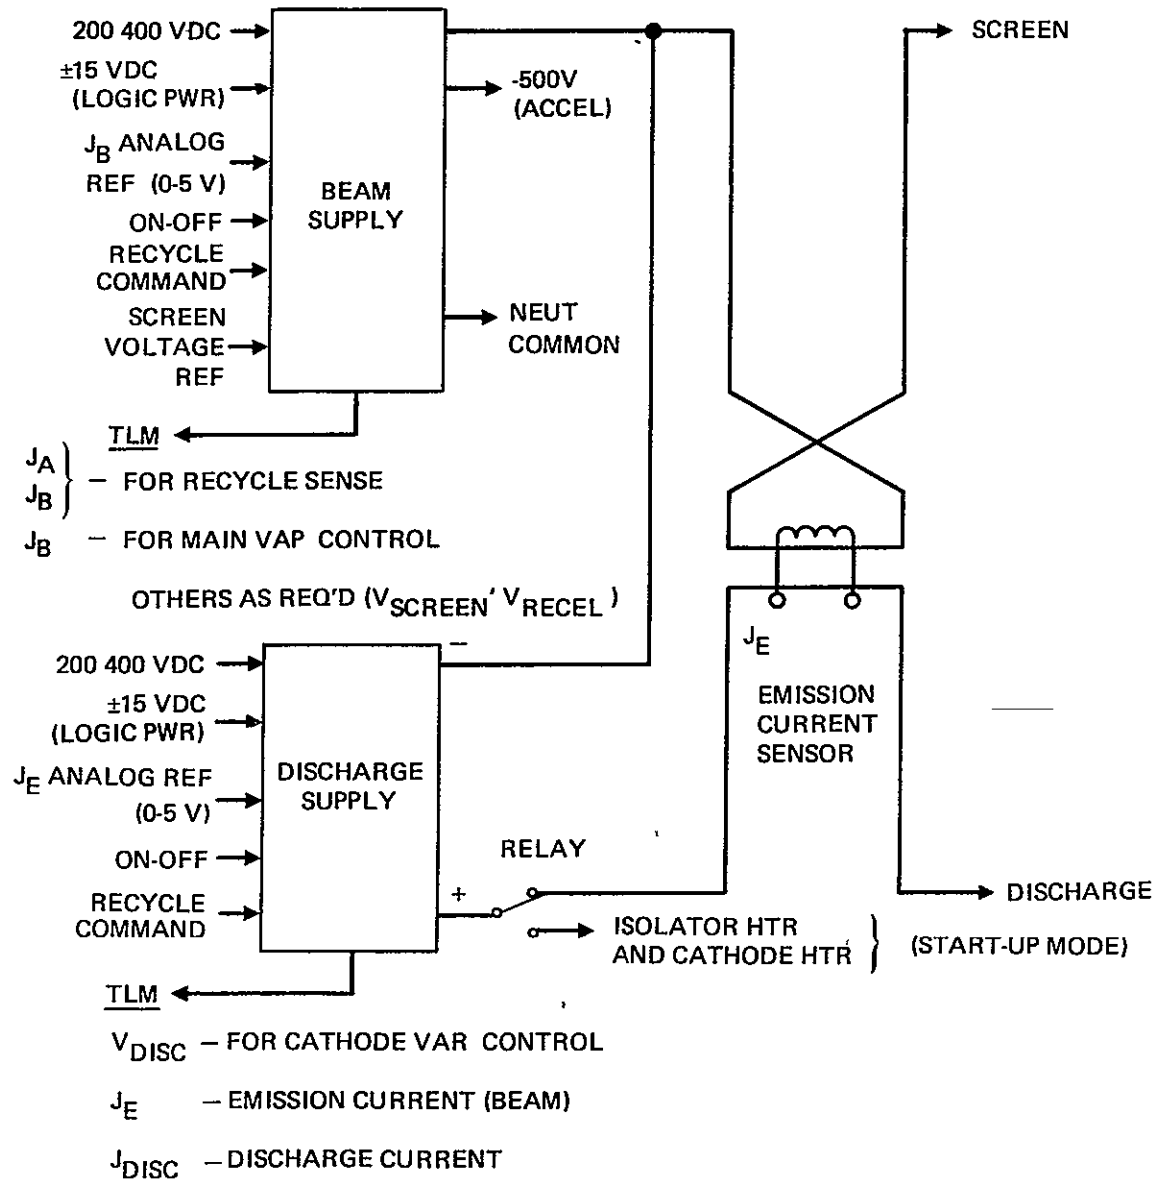 200 400 VDC
±15 VDC
(LOGIC PWR)
J_B ANALOG
REF (0-5 V)
ON-OFF
RECYCLE
COMMAND
SCREEN
VOLTAGE
REF
BEAM
SUPPLY
SCREEN
-500V
(ACCEL)
NEUT
COMMON
TLM
J_A
J_B } – FOR RECYCLE SENSE
J_B – FOR MAIN VAP CONTROL
OTHERS AS REQ'D (V_SCREEN' V_RECEL)
200 400 VDC
±15 VDC
(LOGIC PWR)
J_E ANALOG REF
(0-5 V)
ON-OFF
RECYCLE
COMMAND
DISCHARGE
SUPPLY
–
+
RELAY
J_E
EMISSION
CURRENT
SENSOR
DISCHARGE
ISOLATOR HTR
AND CATHODE HTR } (START-UP MODE)
TLM
V_DISC – FOR CATHODE VAR CONTROL
J_E – EMISSION CURRENT (BEAM)
J_DISC – DISCHARGE CURRENT